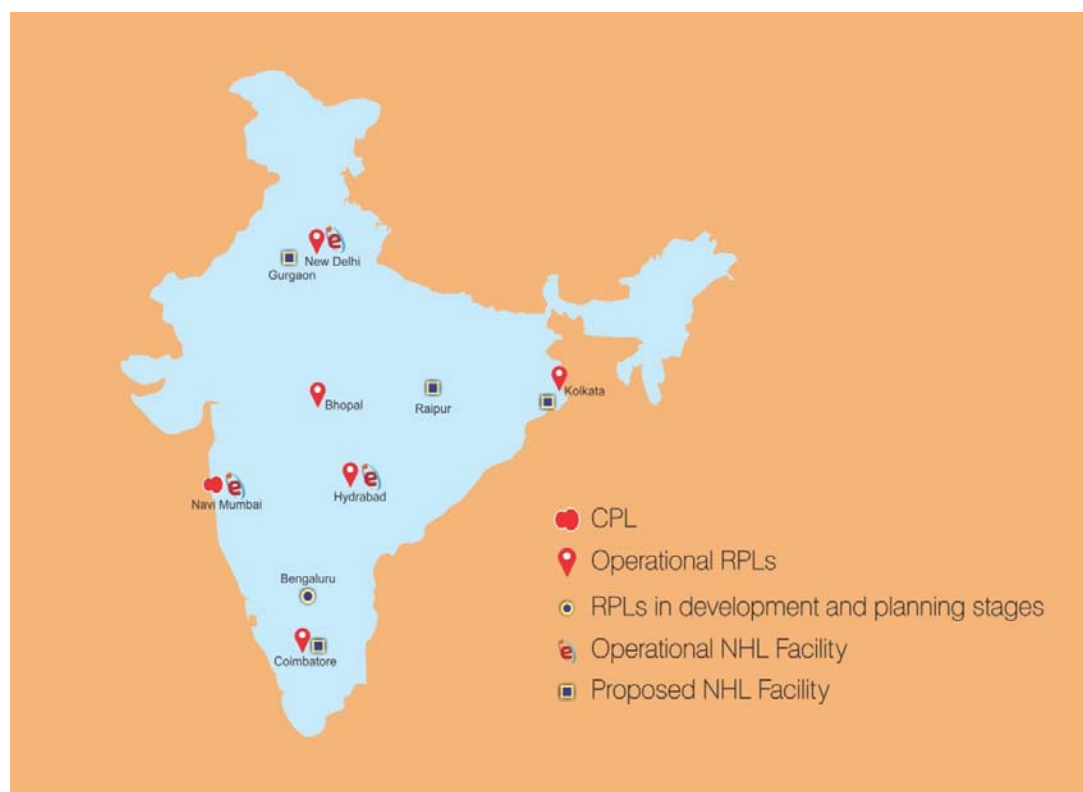 New Delhi
Gurgaon
Bhopal
Raipur
Kolkata
Navi Mumbai
Hydrabad
Bengaluru
Coimbatore
CPL
Operational RPLs
RPLs in development and planning stages
Operational NHL Facility
Proposed NHL Facility